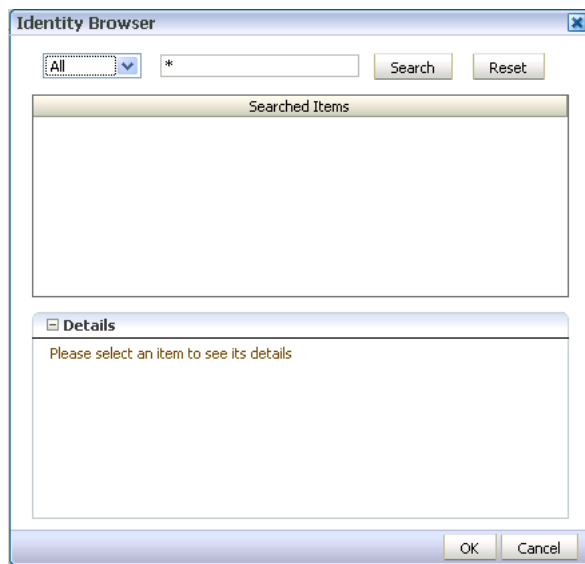 Identity Browser
All * Search Reset
Searched Items
Details
Please select an item to see its details
OK Cancel